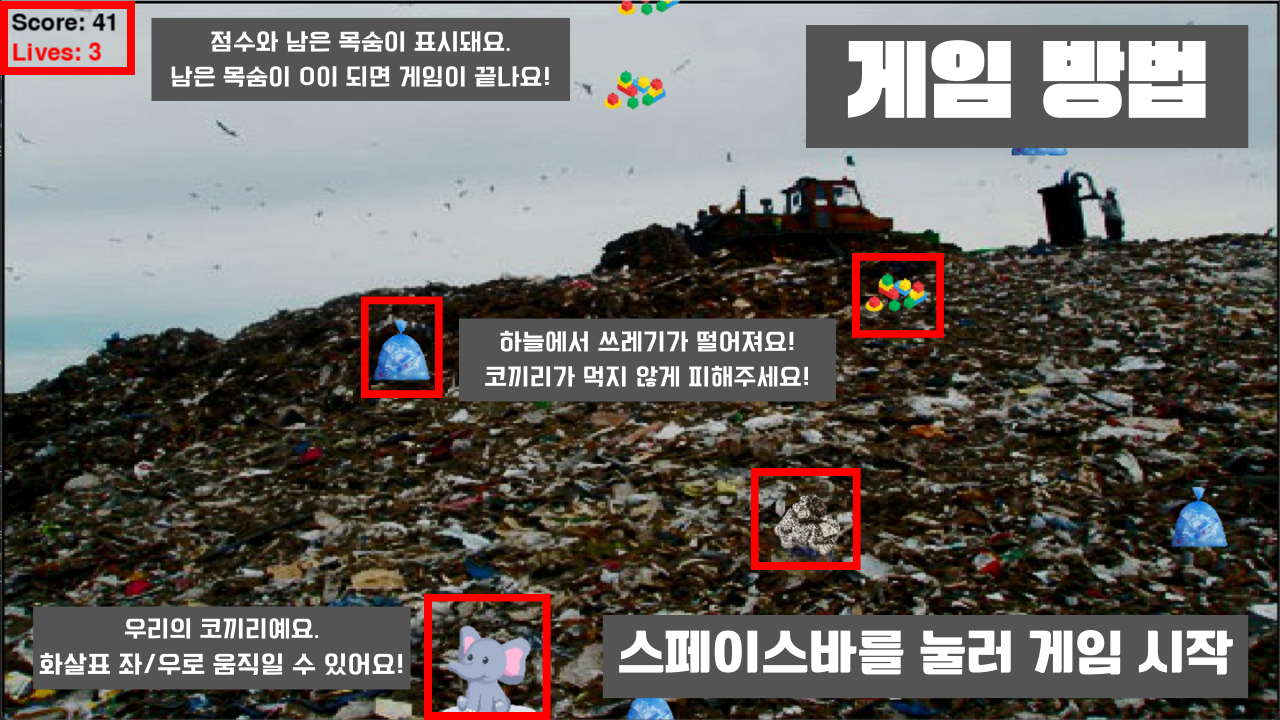 Score: 41
Lives: 3
점수와 남은 목숨이 표시돼요.
남은 목숨이 0이 되면 게임이 끝나요!
게임 방법
하늘에서 쓰레기가 떨어져요!
코끼리가 먹지 않게 피해주세요!
우리의 코끼리예요.
화살표 좌/우로 움직일 수 있어요!
스페이스바를 눌러 게임 시작